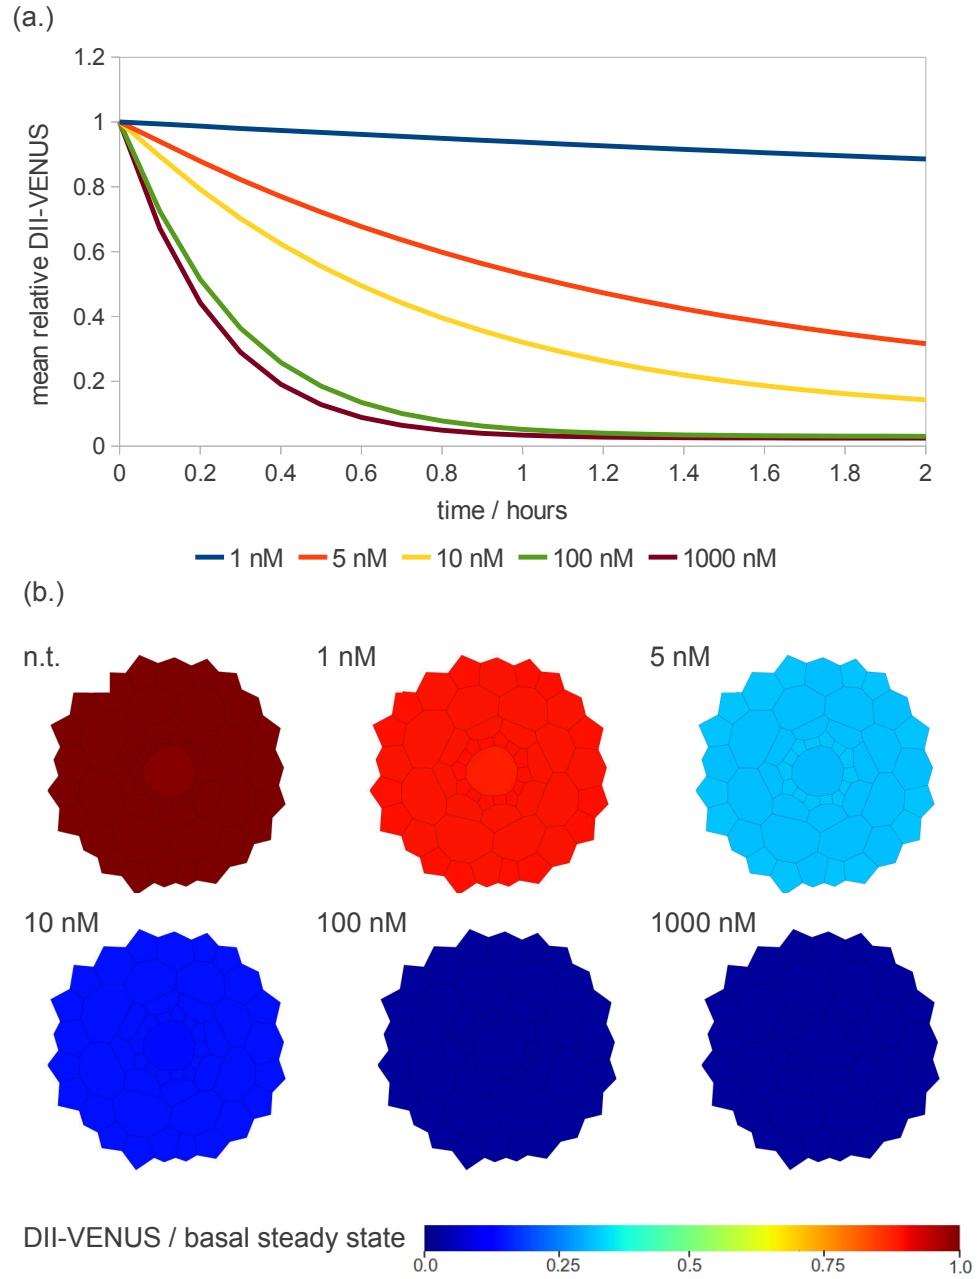 (a.)
1.2
1
0.8
0.6
0.4
0.2
0
mean relative DII-VENUS
0 0.2 0.4 0.6 0.8 1 1.2 1.4 1.6 1.8 2
time / hours
1 nM 5 nM 10 nM 100 nM 1000 nM
(b.)
n.t. 1 nM 5 nM
10 nM 100 nM 1000 nM
DII-VENUS / basal steady state
0.0 0.25 0.5 0.75 1.0